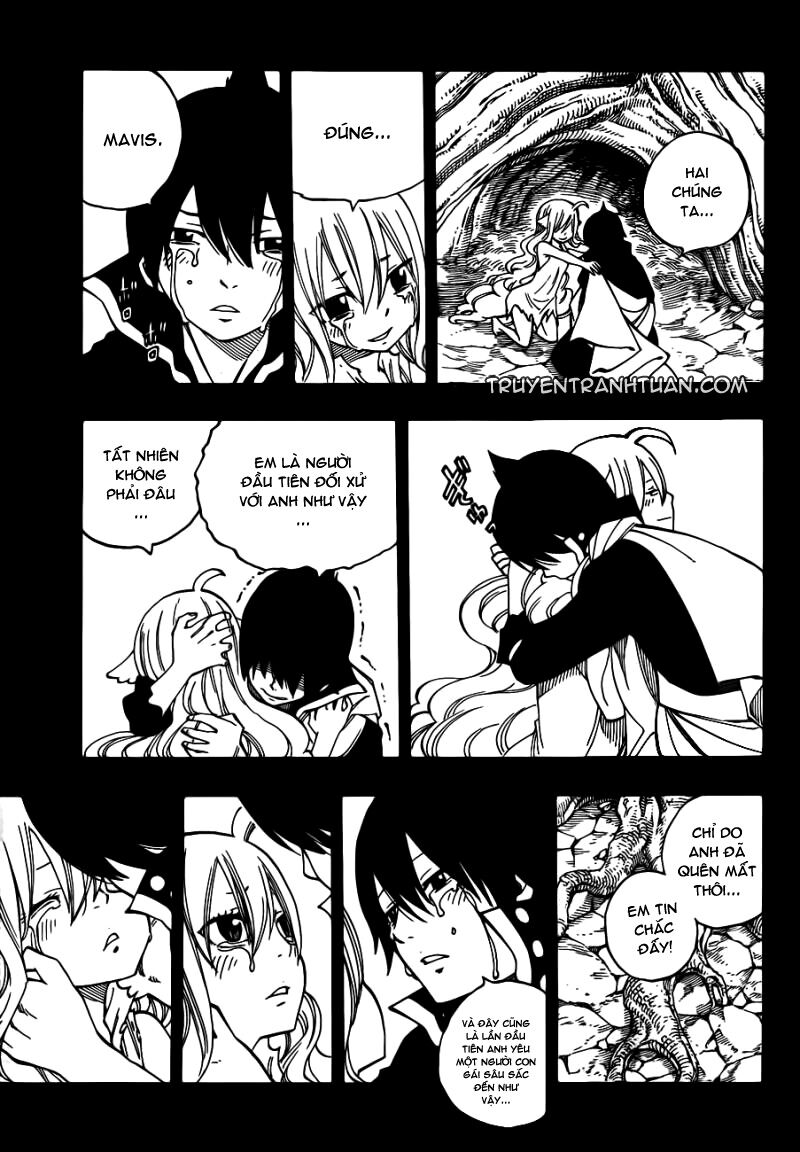 HAI
CHÚNG
TA...
ĐÚNG...
MAVIS.
TRUYENTRANHTUAN.COM
EM LÀ NGƯỜI
ĐẦU TIÊN ĐỐI XỬ
VỚI ANH NHƯ VẬY
...
TẤT NHIÊN
KHÔNG
PHẢI ĐÂU
...
CHỈ DO
ANH ĐÃ
QUÊN MẤT
THÔI...
EM TIN
CHẮC
ĐẤY!
VÀ ĐÂY CŨNG
LÀ LẦN ĐẦU
TIÊN ANH YÊU
MỘT NGƯỜI CON
GÁI SÂU SẮC
ĐẾN NHƯ
VẬY...